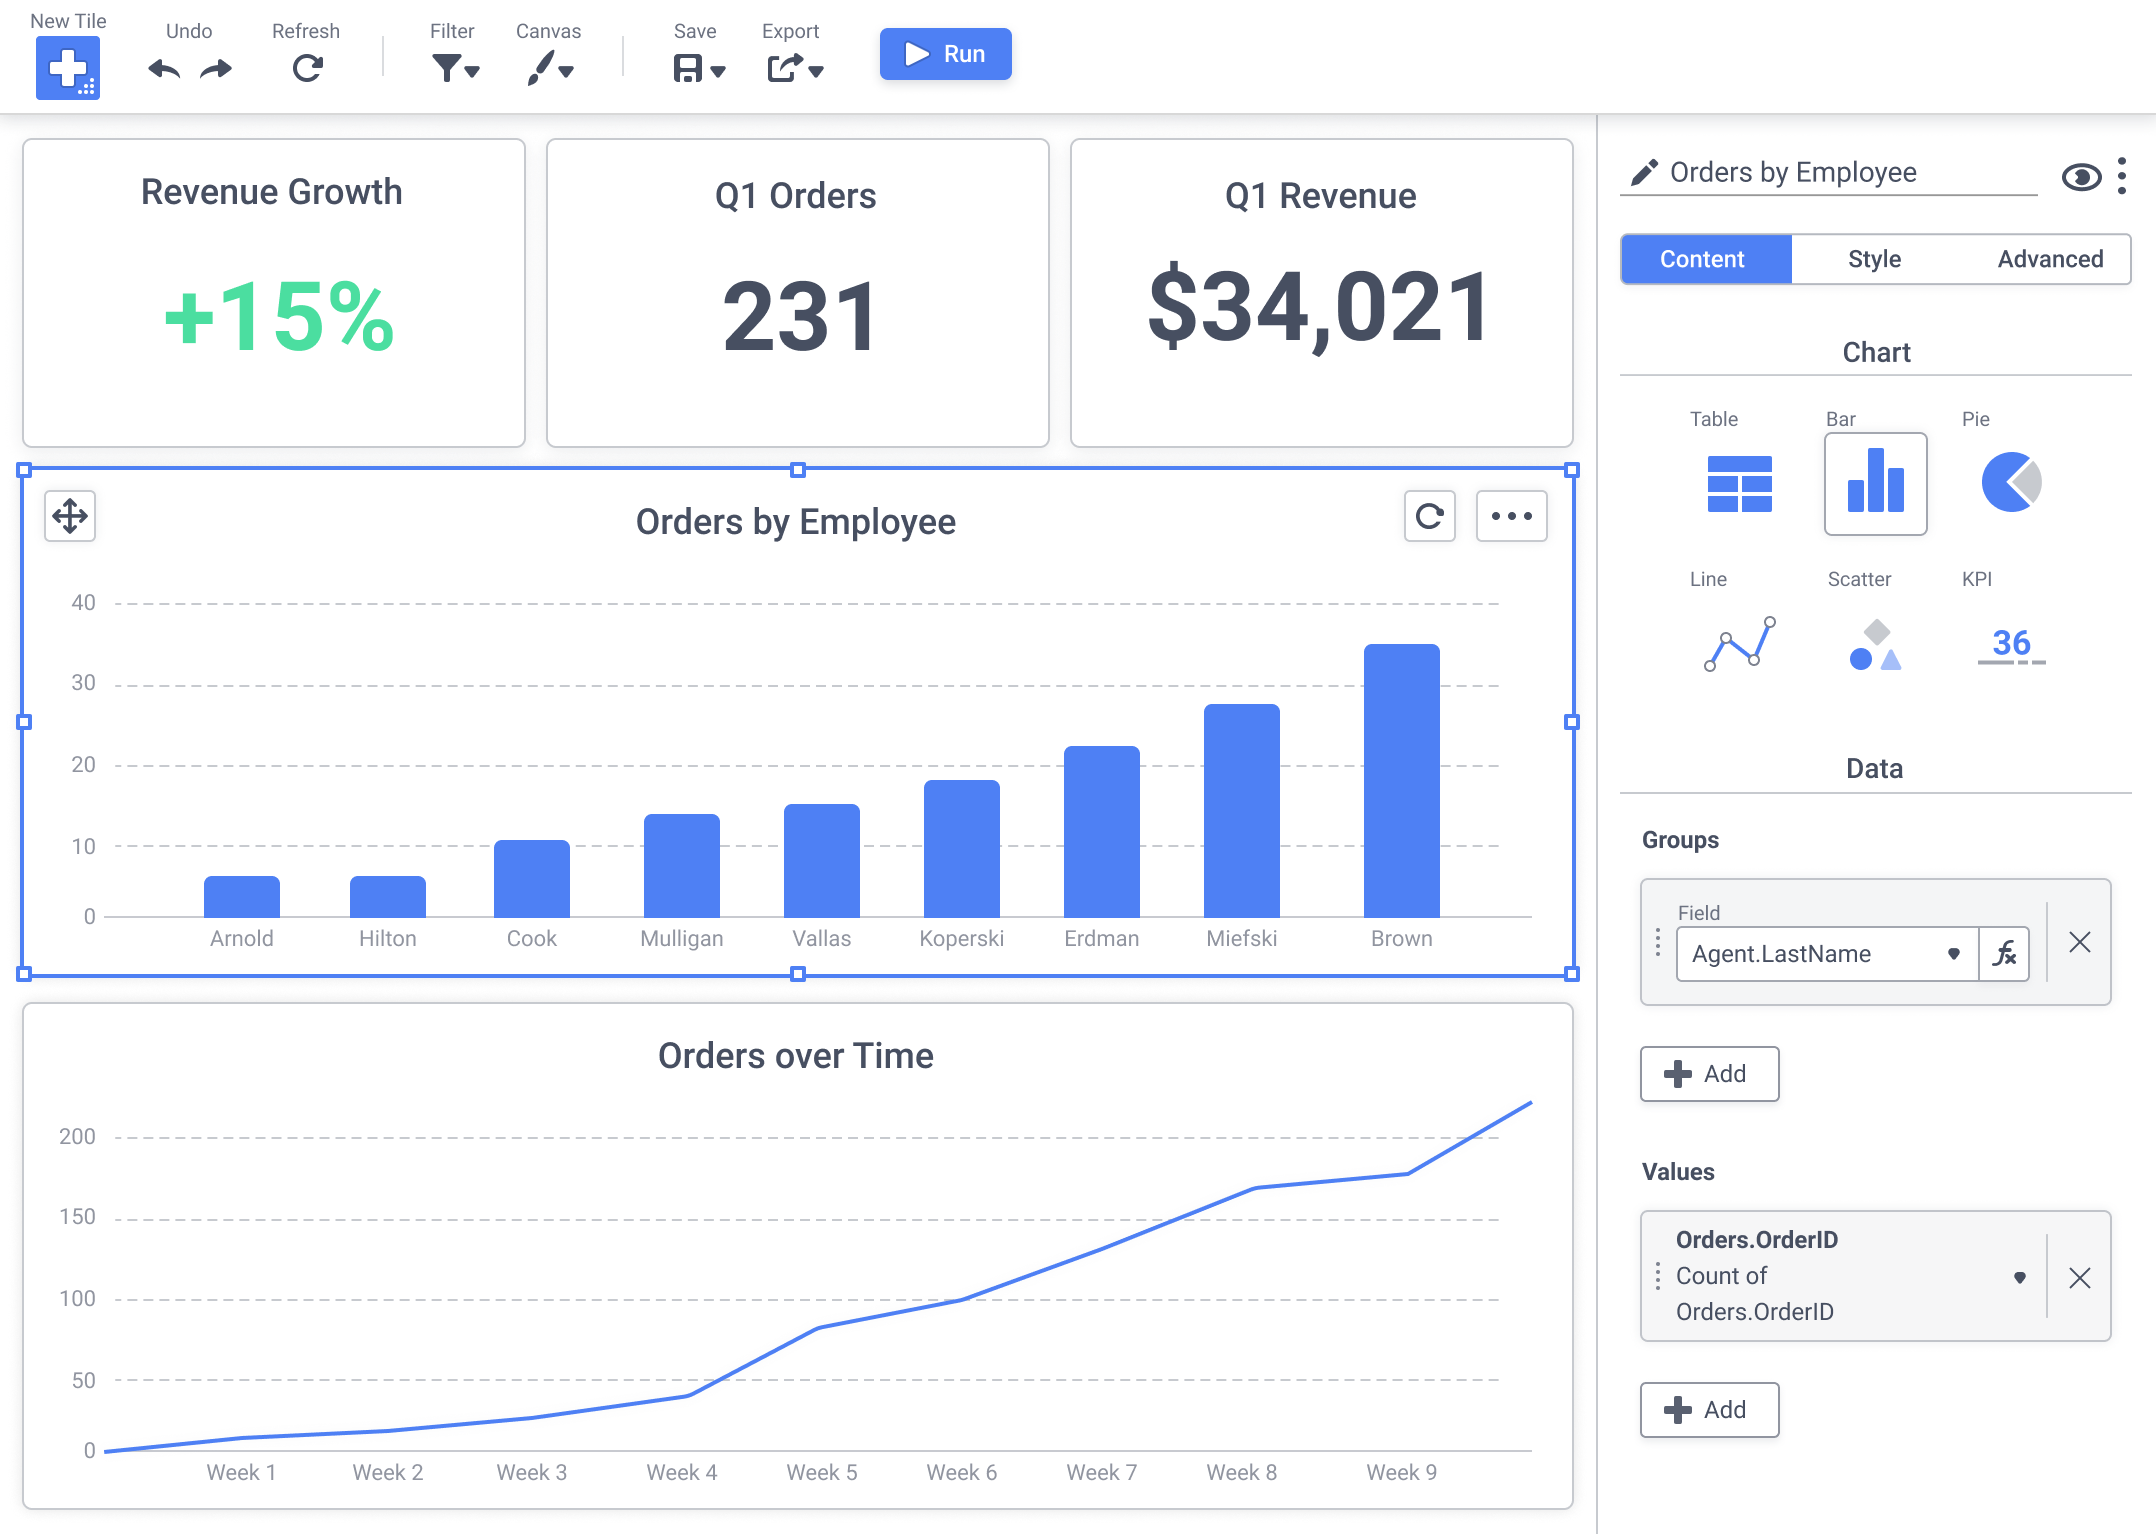 New Tile
Undo
Refresh
Filter
Canvas
Save
Export
Run
Revenue Growth
+15%
Q1 Orders
231
Q1 Revenue
$34,021
Orders by Employee
40
30
20
10
0
Arnold
Hilton
Cook
Mulligan
Vallas
Koperski
Erdman
Miefski
Brown
Orders over Time
200
150
100
50
0
Week 1
Week 2
Week 3
Week 4
Week 5
Week 6
Week 7
Week 8
Week 9
Orders by Employee
Content
Style
Advanced
Chart
Table
Bar
Pie
Line
Scatter
KPI
36
Data
Groups
Field
Agent.LastName
fx
Add
Values
Orders.OrderID
Count of
Orders.OrderID
Add